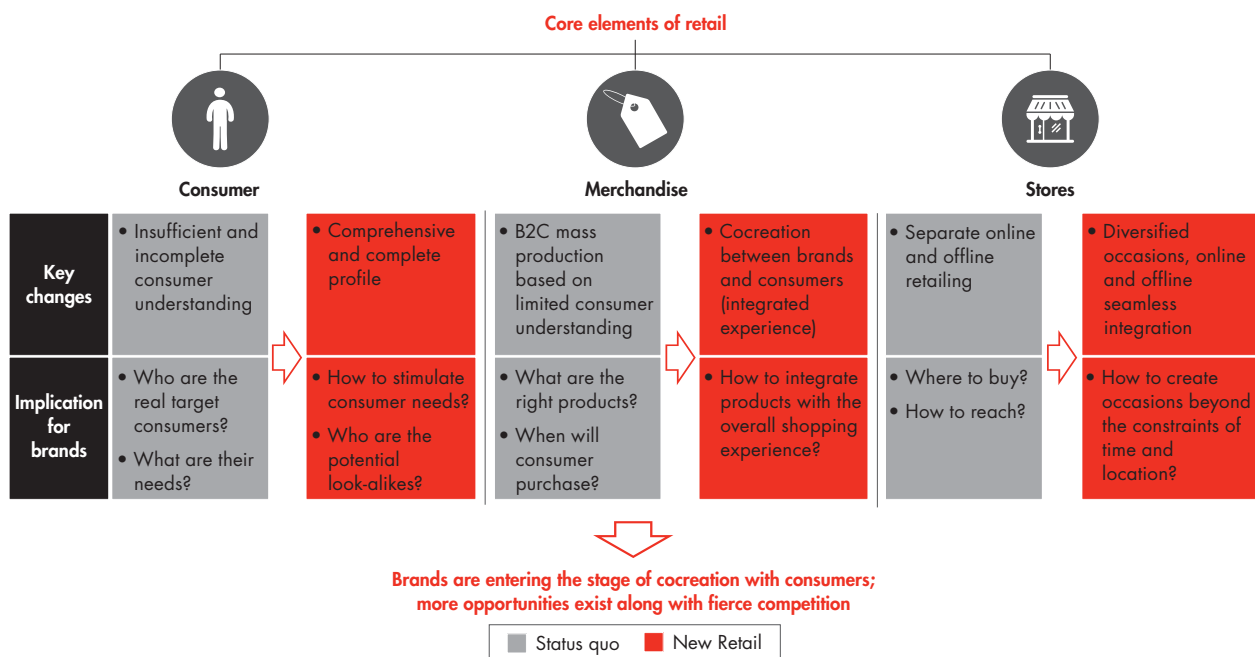 Core elements of retail
Consumer
Merchandise
Stores
Key
changes
• Insufficient and
incomplete
consumer
understanding
• Comprehensive
and complete
profile
• B2C mass
production
based on
limited consumer
understanding
• Cocreation
between brands
and consumers
(integrated
experience)
• Separate online
and offline
retailing
• Diversified
occasions, online
and offline
seamless
integration
Implication
for
brands
• Who are the
real target
consumers?
• What are their
needs?
• How to stimulate
consumer needs?
• Who are the
potential
look-alikes?
• What are the
right products?
• When will
consumer
purchase?
• How to integrate
products with the
overall shopping
experience?
• Where to buy?
• How to reach?
• How to create
occasions beyond
the constraints of
time and
location?
Brands are entering the stage of cocreation with consumers;
more opportunities exist along with fierce competition
Status quo
New Retail